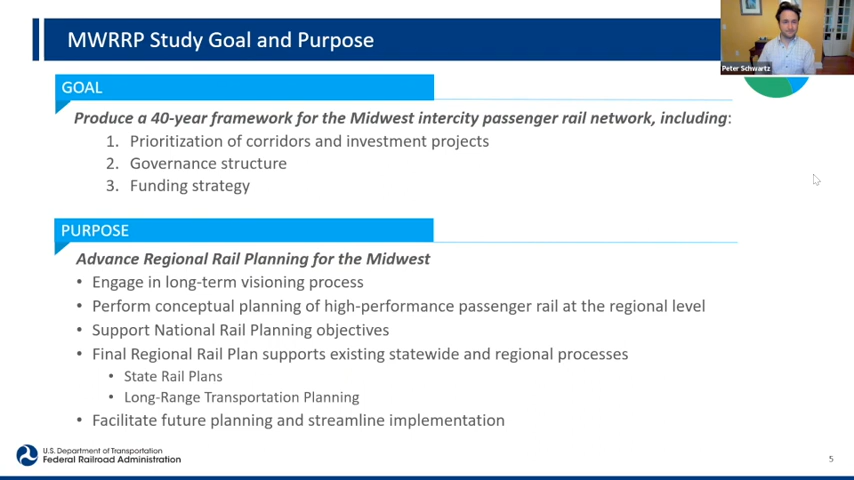 MWRRP Study Goal and Purpose
Peter Schwartz
GOAL
Produce a 40-year framework for the Midwest intercity passenger rail network, including:
1. Prioritization of corridors and investment projects
2. Governance structure
3. Funding strategy
PURPOSE
Advance Regional Rail Planning for the Midwest
• Engage in long-term visioning process
• Perform conceptual planning of high-performance passenger rail at the regional level
• Support National Rail Planning objectives
• Final Regional Rail Plan supports existing statewide and regional processes
• State Rail Plans
• Long-Range Transportation Planning
• Facilitate future planning and streamline implementation
U.S. Department of Transportation
Federal Railroad Administration
5